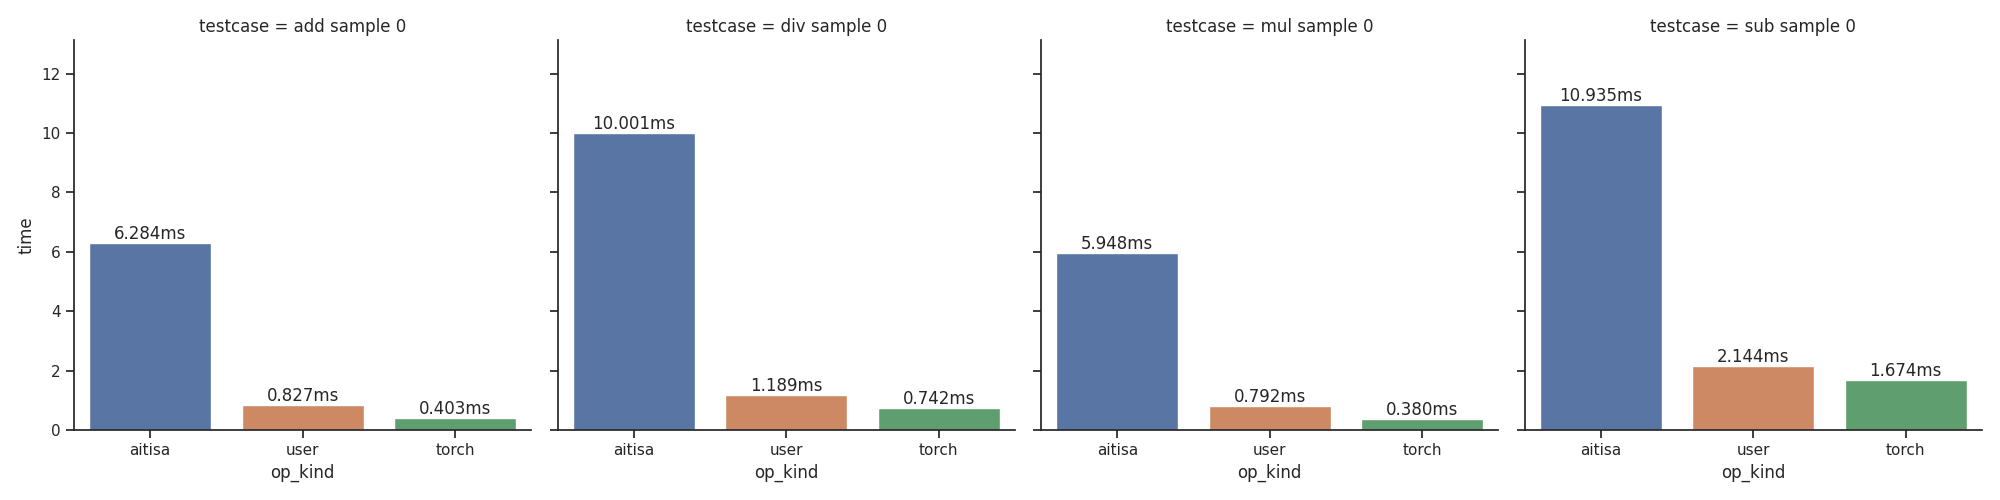 testcase = add sample 0
testcase = div sample 0
testcase = mul sample 0
testcase = sub sample 0
time
12
10
8
6
4
2
0
6.284ms
0.827ms
0.403ms
10.001ms
1.189ms
0.742ms
5.948ms
0.792ms
0.380ms
10.935ms
2.144ms
1.674ms
aitisa
user
torch
aitisa
user
torch
aitisa
user
torch
aitisa
user
torch
op_kind
op_kind
op_kind
op_kind